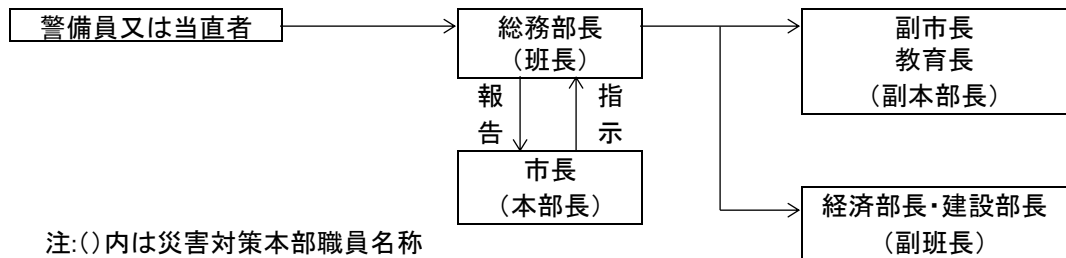 警備員又は当直者
総務部長
(班長)
副市長
教育長
(副本部長)
報告
指示
市長
(本部長)
経済部長・建設部長
(副班長)
注:()内は災害対策本部職員名称